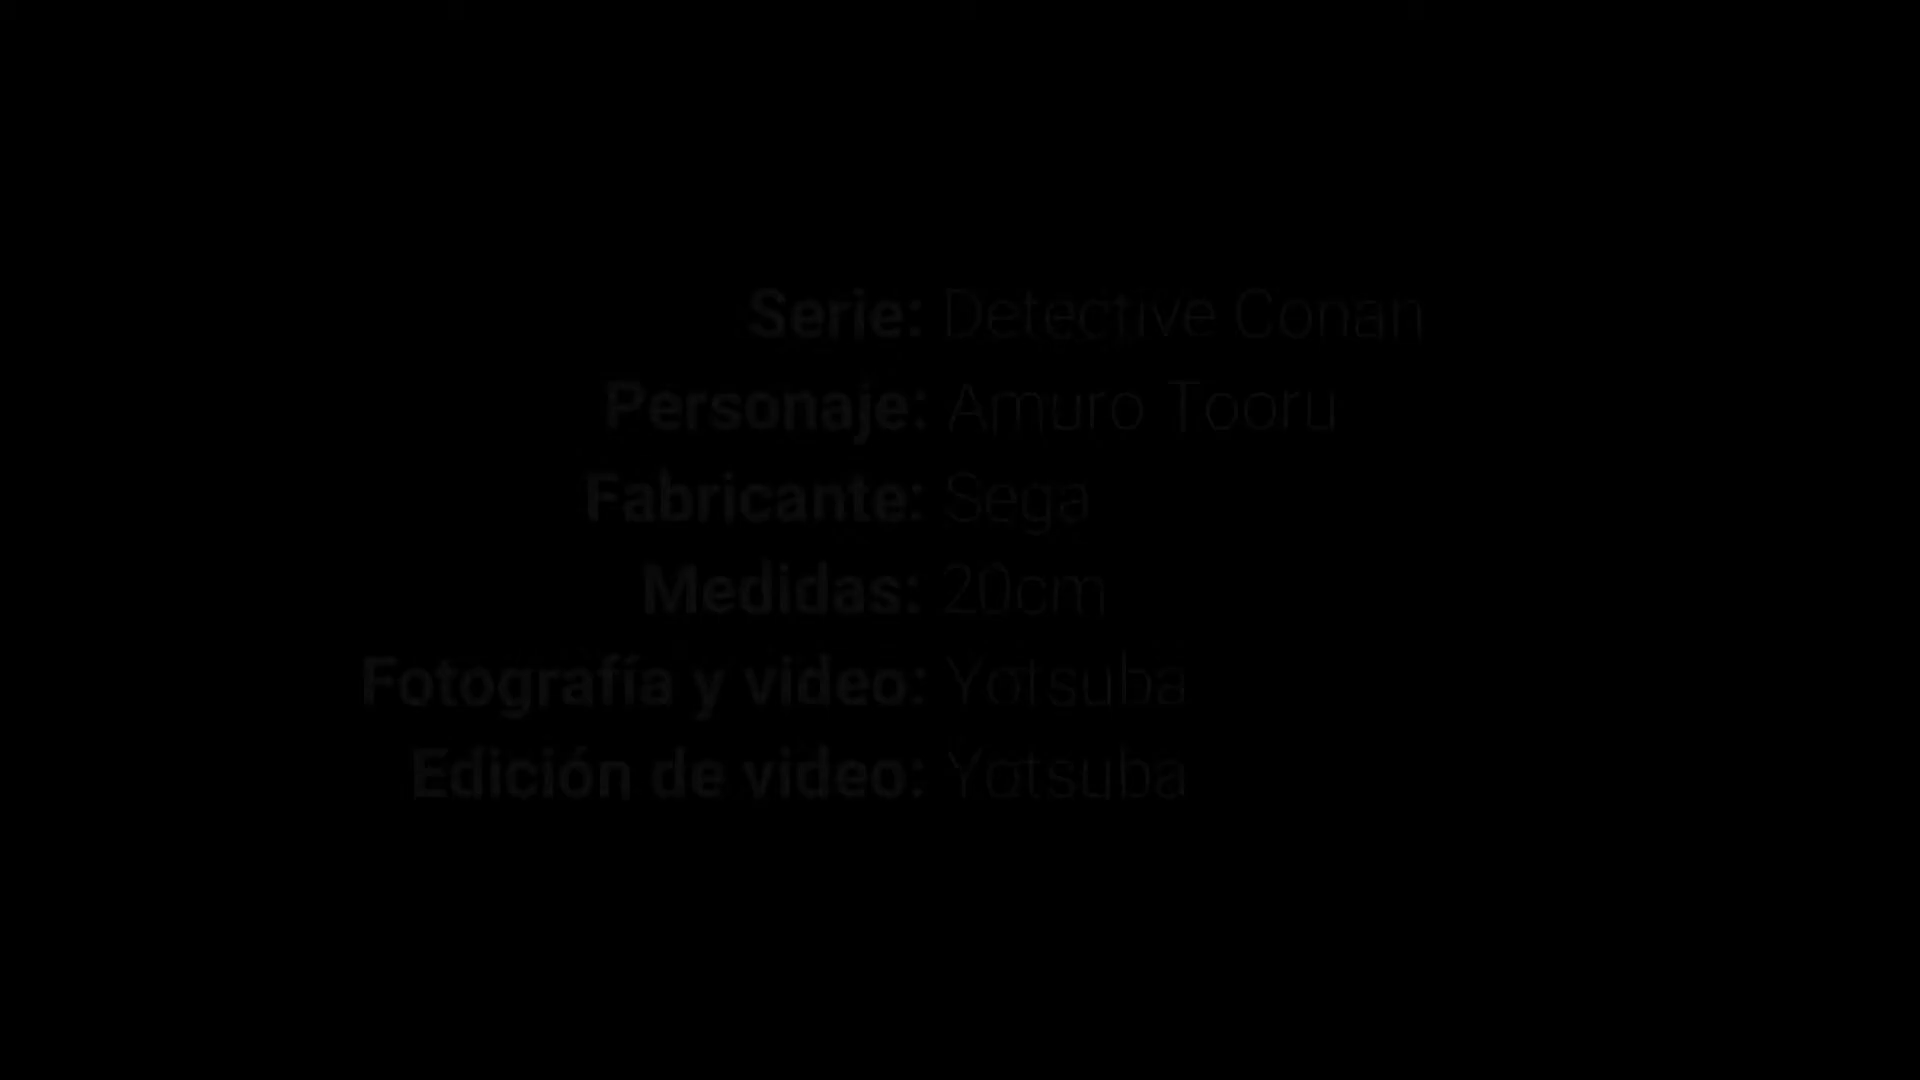 Serie: Detective Conan
Personaje: Amuro Tooru
Fabricante: Sega
Medidas: 20cm
Fotografía y video: Yotsuba
Edición de video: Yotsuba